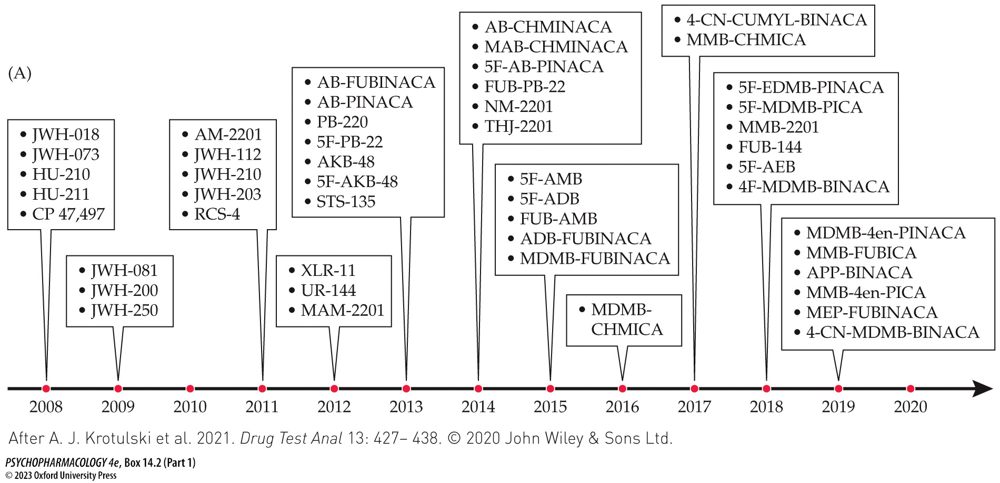 (A)
• JWH-018
• JWH-073
• HU-210
• HU-211
• CP 47,497
• JWH-081
• JWH-200
• JWH-250
• AM-2201
• JWH-112
• JWH-210
• JWH-203
• RCS-4
• XLR-11
• UR-144
• MAM-2201
• AB-FUBINACA
• AB-PINACA
• PB-220
• 5F-PB-22
• AKB-48
• 5F-AKB-48
• STS-135
• AB-CHMINACA
• MAB-CHMINACA
• 5F-AB-PINACA
• FUB-PB-22
• NM-2201
• THJ-2201
• 5F-AMB
• 5F-ADB
• FUB-AMB
• ADB-FUBINACA
• MDMB-FUBINACA
• MDMB-
CHMICA
• 4-CN-CUMYL-BINACA
• MMB-CHMICA
• 5F-EDMB-PINACA
• 5F-MDMB-PICA
• MMB-2201
• FUB-144
• 5F-AEB
• 4F-MDMB-BINACA
• MDMB-4en-PINACA
• MMB-FUBICA
• APP-BINACA
• MMB-4en-PICA
• MEP-FUBINACA
• 4-CN-MDMB-BINACA
2008 2009 2010 2011 2012 2013 2014 2015 2016 2017 2018 2019 2020
After A. J. Krotulski et al. 2021. Drug Test Anal 13: 427– 438. © 2020 John Wiley & Sons Ltd.
PSYCHOPHARMACOLOGY 4e, Box 14.2 (Part 1)
© 2023 Oxford University Press